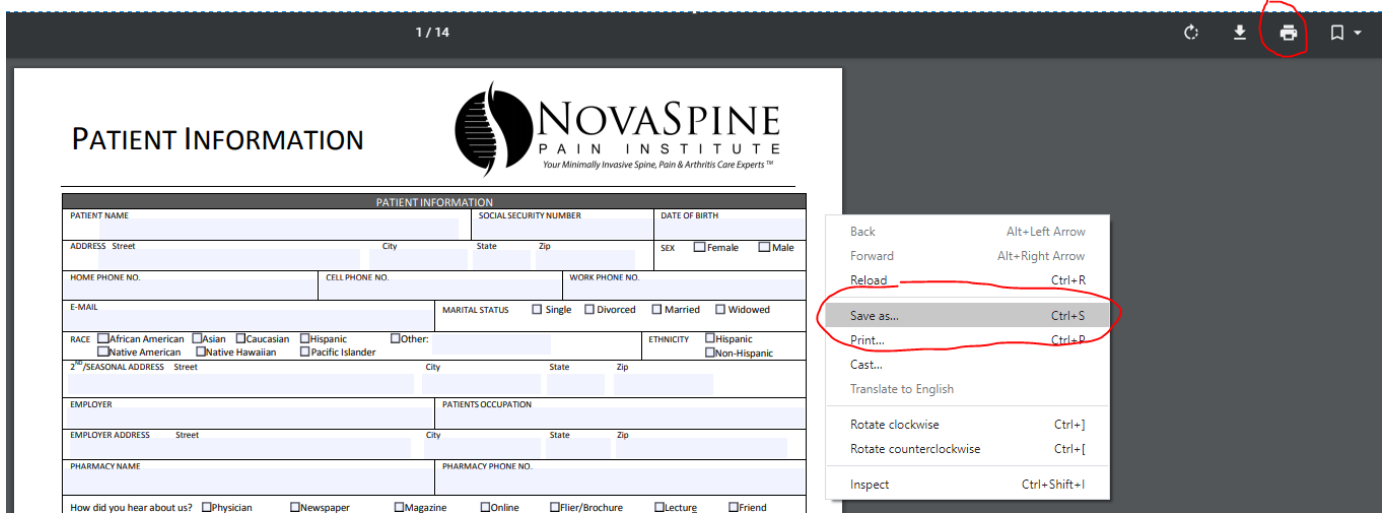 1 / 14
PATIENT INFORMATION
NOVASPINE
PAIN INSTITUTE
Your Minimally Invasive Spine, Pain & Arthritis Care Experts ™
PATIENT INFORMATION
PATIENT NAME SOCIAL SECURITY NUMBER DATE OF BIRTH
ADDRESS Street City State Zip SEX Female Male
HOME PHONE NO. CELL PHONE NO. WORK PHONE NO.
E-MAIL MARITAL STATUS Single Divorced Married Widowed
RACE African American Asian Caucasian Hispanic Other: ETHNICITY Hispanic
Native American Native Hawaiian Pacific Islander Non-Hispanic
2ND/SEASONAL ADDRESS Street City State Zip
EMPLOYER PATIENTS OCCUPATION
EMPLOYER ADDRESS Street City State Zip
PHARMACY NAME PHARMACY PHONE NO.
How did you hear about us? Physician Newspaper Magazine Online Flier/Brochure Lecture Friend
Back Alt+Left Arrow
Forward Alt+Right Arrow
Reload Ctrl+R
Save as... Ctrl+S
Print... Ctrl+P
Cast...
Translate to English
Rotate clockwise Ctrl+]
Rotate counterclockwise Ctrl+[
Inspect Ctrl+Shift+I